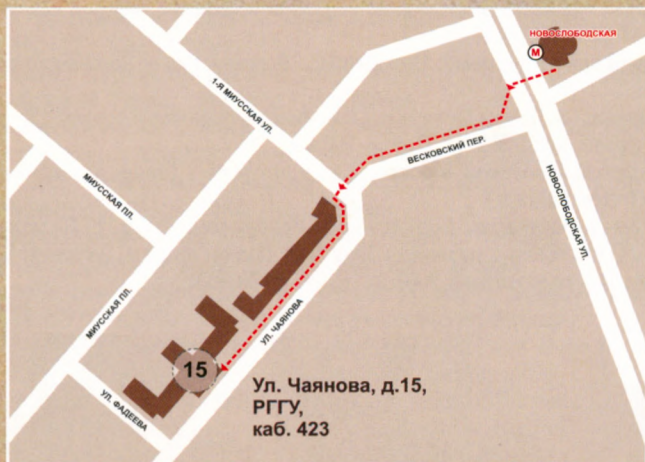 НОВОСЛОБОДСКАЯ
М
1-Я МИУССКАЯ УЛ.
ВЕСКОВСКИЙ ПЕР.
МИУССКАЯ ПЛ.
НОВОСЛОБОДСКАЯ УЛ.
МИУССКАЯ ПЛ.
УЛ. ЧАЯНОВА
15
УЛ. ФАДЕЕВА
Ул. Чаянова, д.15,
РГГУ,
каб. 423